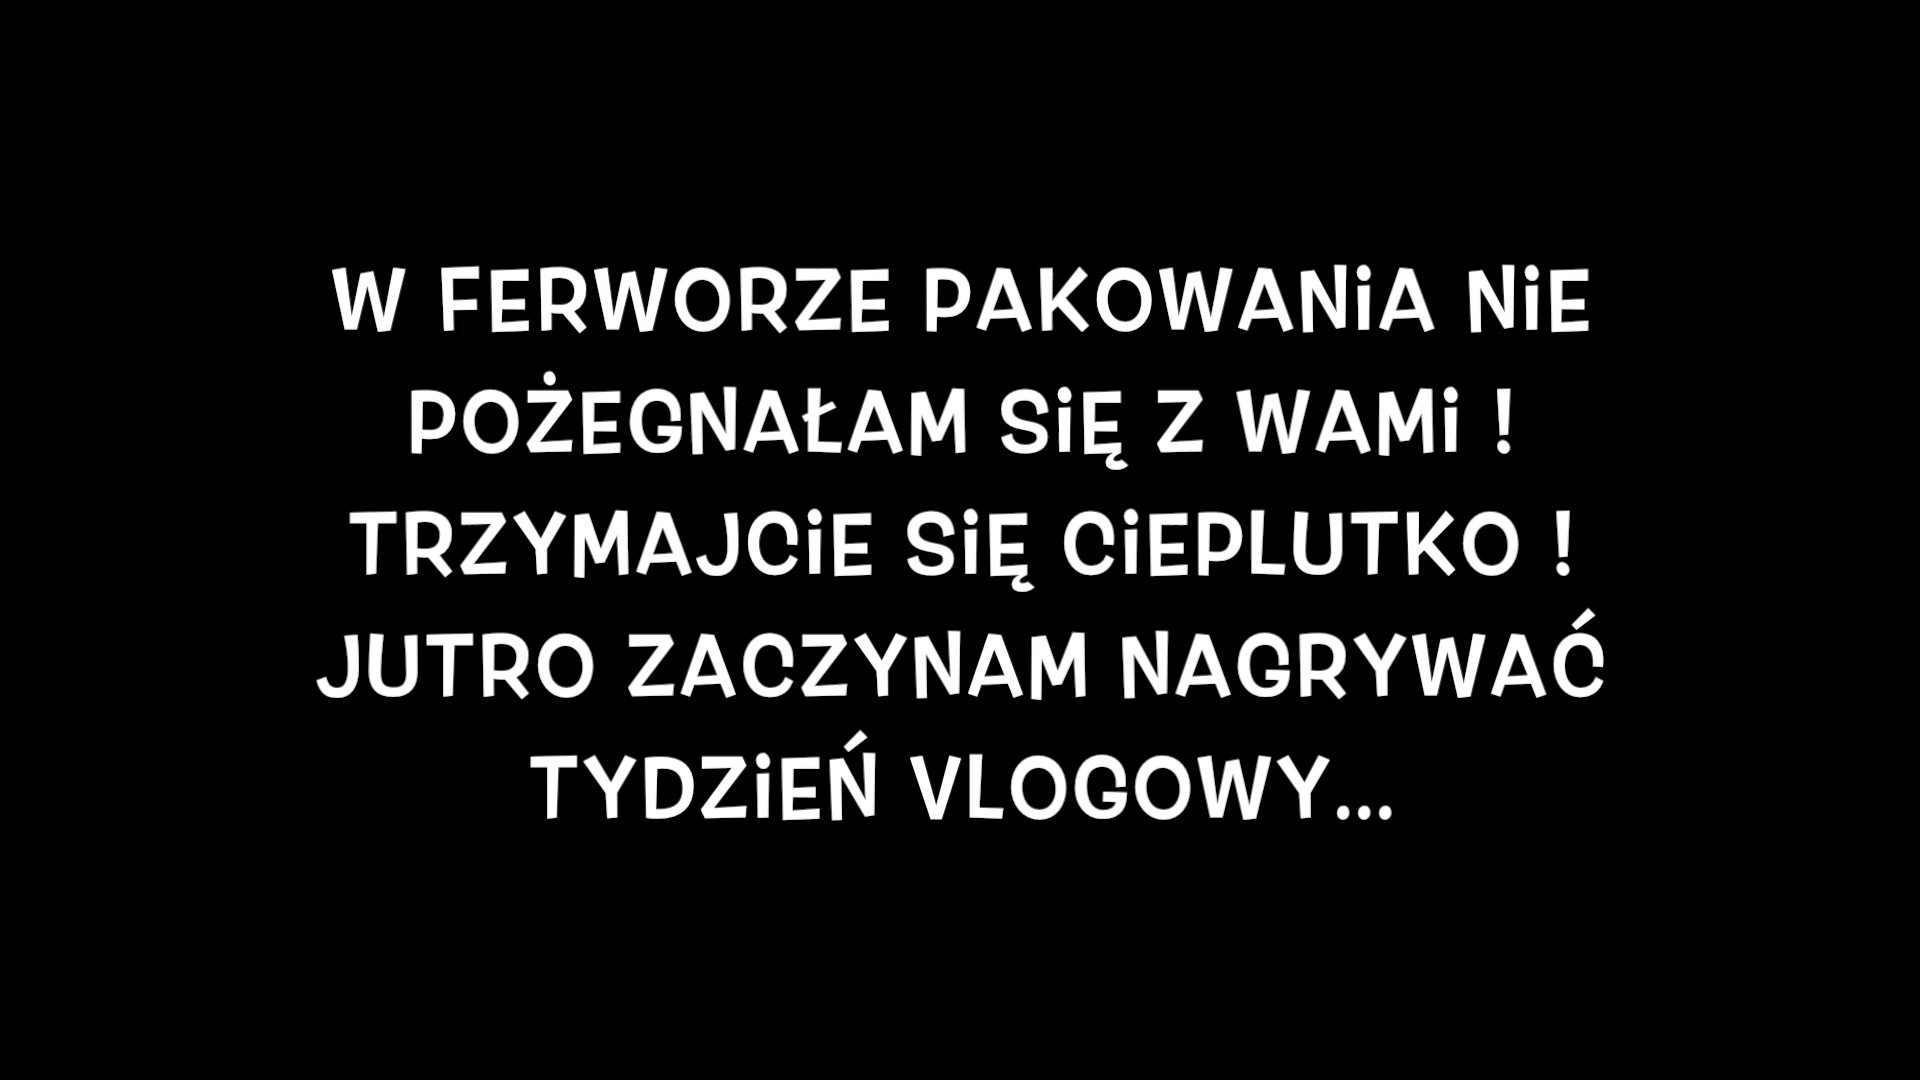 W FERWORZE PAKOWANiA NiE
POŻEGNAŁAM SiĘ Z WAMi !
TRZYMAJCiE SiĘ CiEPLUTKO !
JUTRO ZACZYNAM NAGRYWAĆ
TYDZiEŃ VLOGOWY...